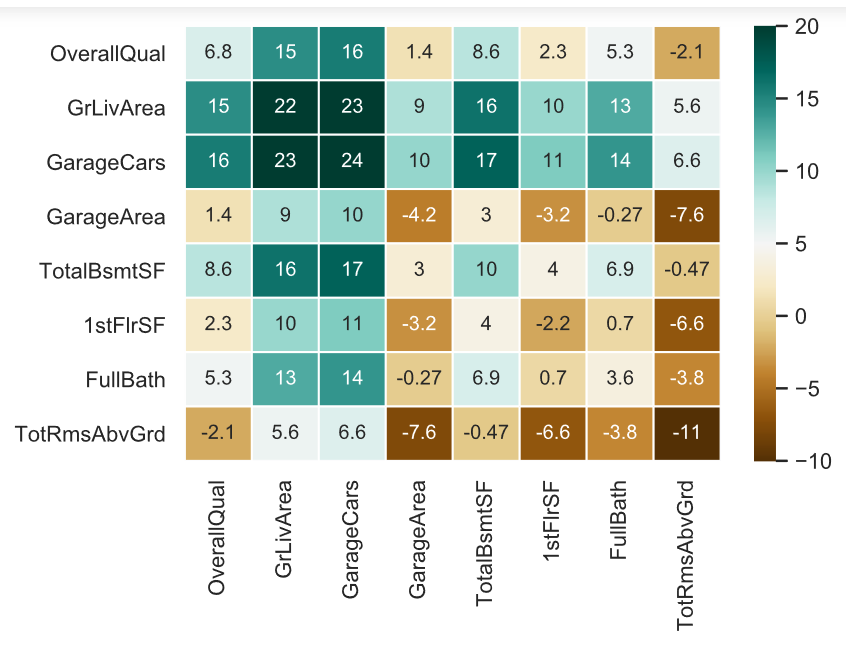 20
OverallQual 6.8 15 16 1.4 8.6 2.3 5.3 -2.1
GrLivArea 15 22 23 9 16 10 13 5.6
15
GarageCars 16 23 24 10 17 11 14 6.6
10
GarageArea 1.4 9 10 -4.2 3 -3.2 -0.27 -7.6
5
TotalBsmtSF 8.6 16 17 3 10 4 6.9 -0.47
0
1stFlrSF 2.3 10 11 -3.2 4 -2.2 0.7 -6.6
FullBath 5.3 13 14 -0.27 6.9 0.7 3.6 -3.8
−5
TotRmsAbvGrd -2.1 5.6 6.6 -7.6 -0.47 -6.6 -3.8 -11
−10
OverallQual
GrLivArea
GarageCars
GarageArea
TotalBsmtSF
1stFlrSF
FullBath
TotRmsAbvGrd